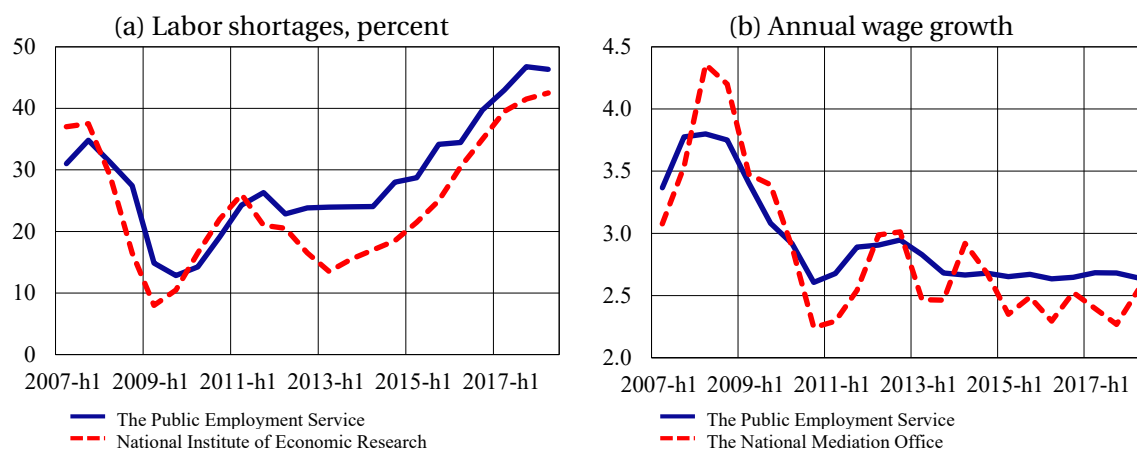 (a) Labor shortages, percent
50
40
30
20
10
0
2007-h1 2009-h1 2011-h1 2013-h1 2015-h1 2017-h1
The Public Employment Service
National Institute of Economic Research
(b) Annual wage growth
4.5
4.0
3.5
3.0
2.5
2.0
2007-h1 2009-h1 2011-h1 2013-h1 2015-h1 2017-h1
The Public Employment Service
The National Mediation Office